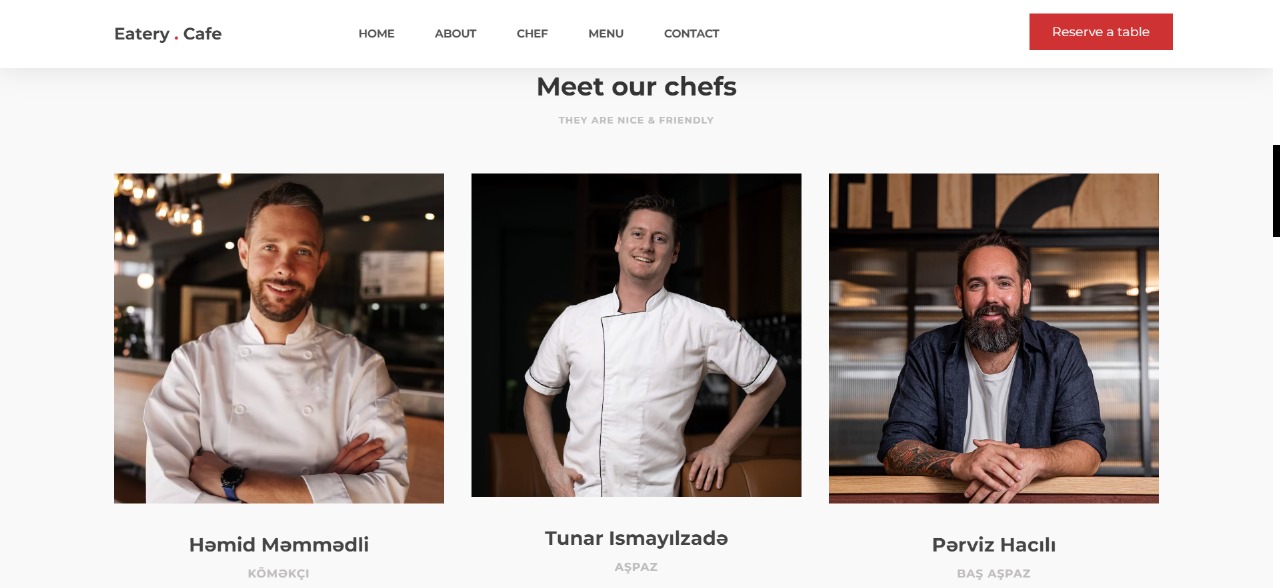 Eatery . Cafe
HOME
ABOUT
CHEF
MENU
CONTACT
Reserve a table
Meet our chefs
THEY ARE NICE & FRIENDLY
Həmid Məmmədli
KÖMƏKÇI
Tunar Ismayılzadə
AŞPAZ
Pərviz Hacılı
BAŞ AŞPAZ